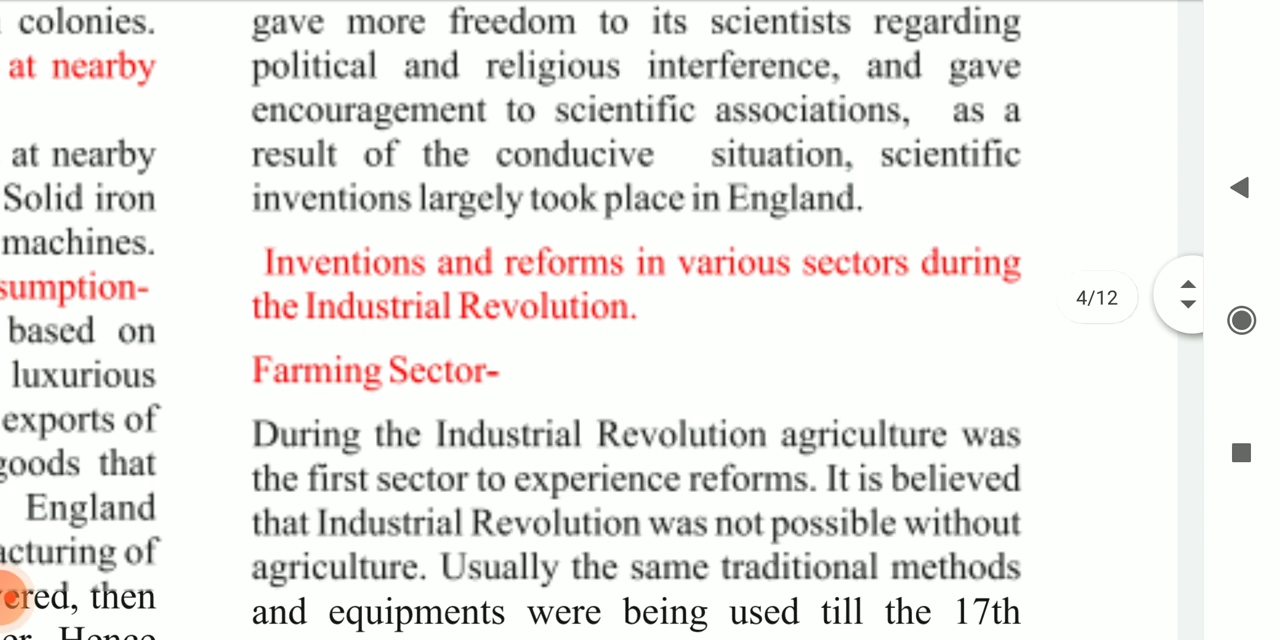 colonies.
at nearby
at nearby
Solid iron
machines.
sumption-
based on
luxurious
exports of
goods that
England
acturing of
ered, then
Hence
gave more freedom to its scientists regarding
political and religious interference, and gave
encouragement to scientific associations, as a
result of the conducive situation, scientific
inventions largely took place in England.
Inventions and reforms in various sectors during
the Industrial Revolution.
Farming Sector-
During the Industrial Revolution agriculture was
the first sector to experience reforms. It is believed
that Industrial Revolution was not possible without
agriculture. Usually the same traditional methods
and equipments were being used till the 17th
4/12